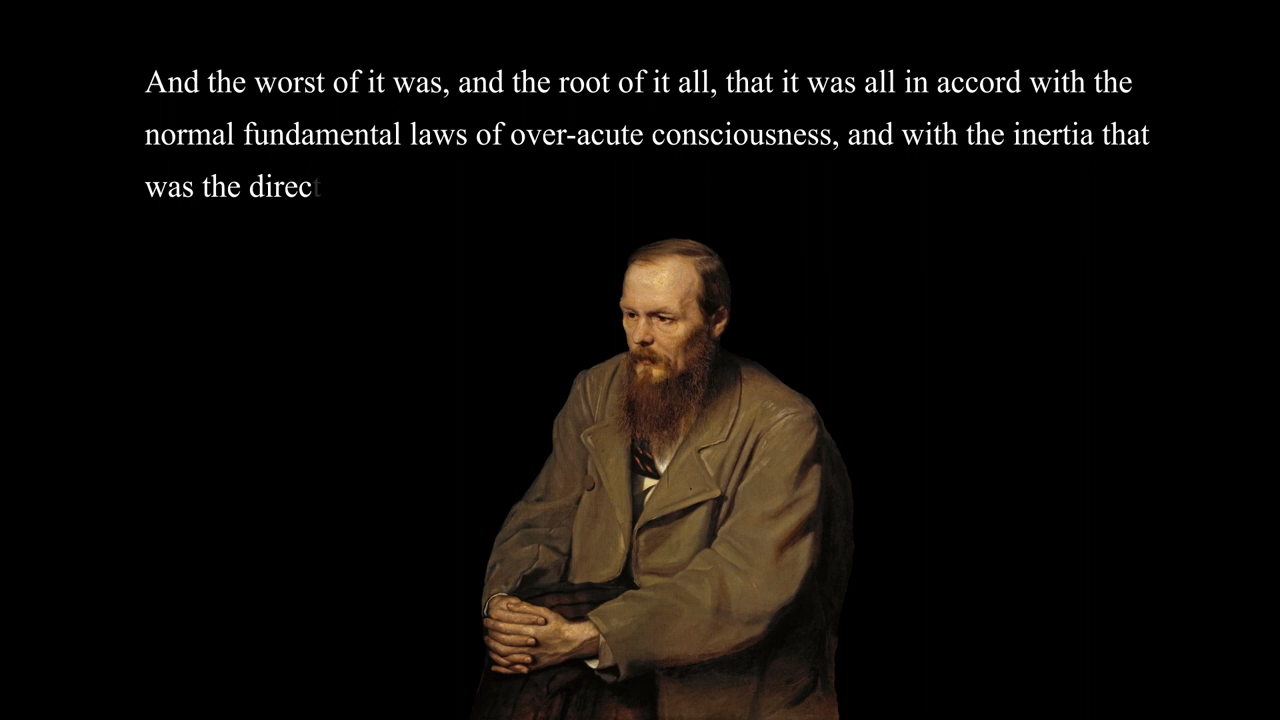 And the worst of it was, and the root of it all, that it was all in accord with the
normal fundamental laws of over-acute consciousness, and with the inertia that
was the direct